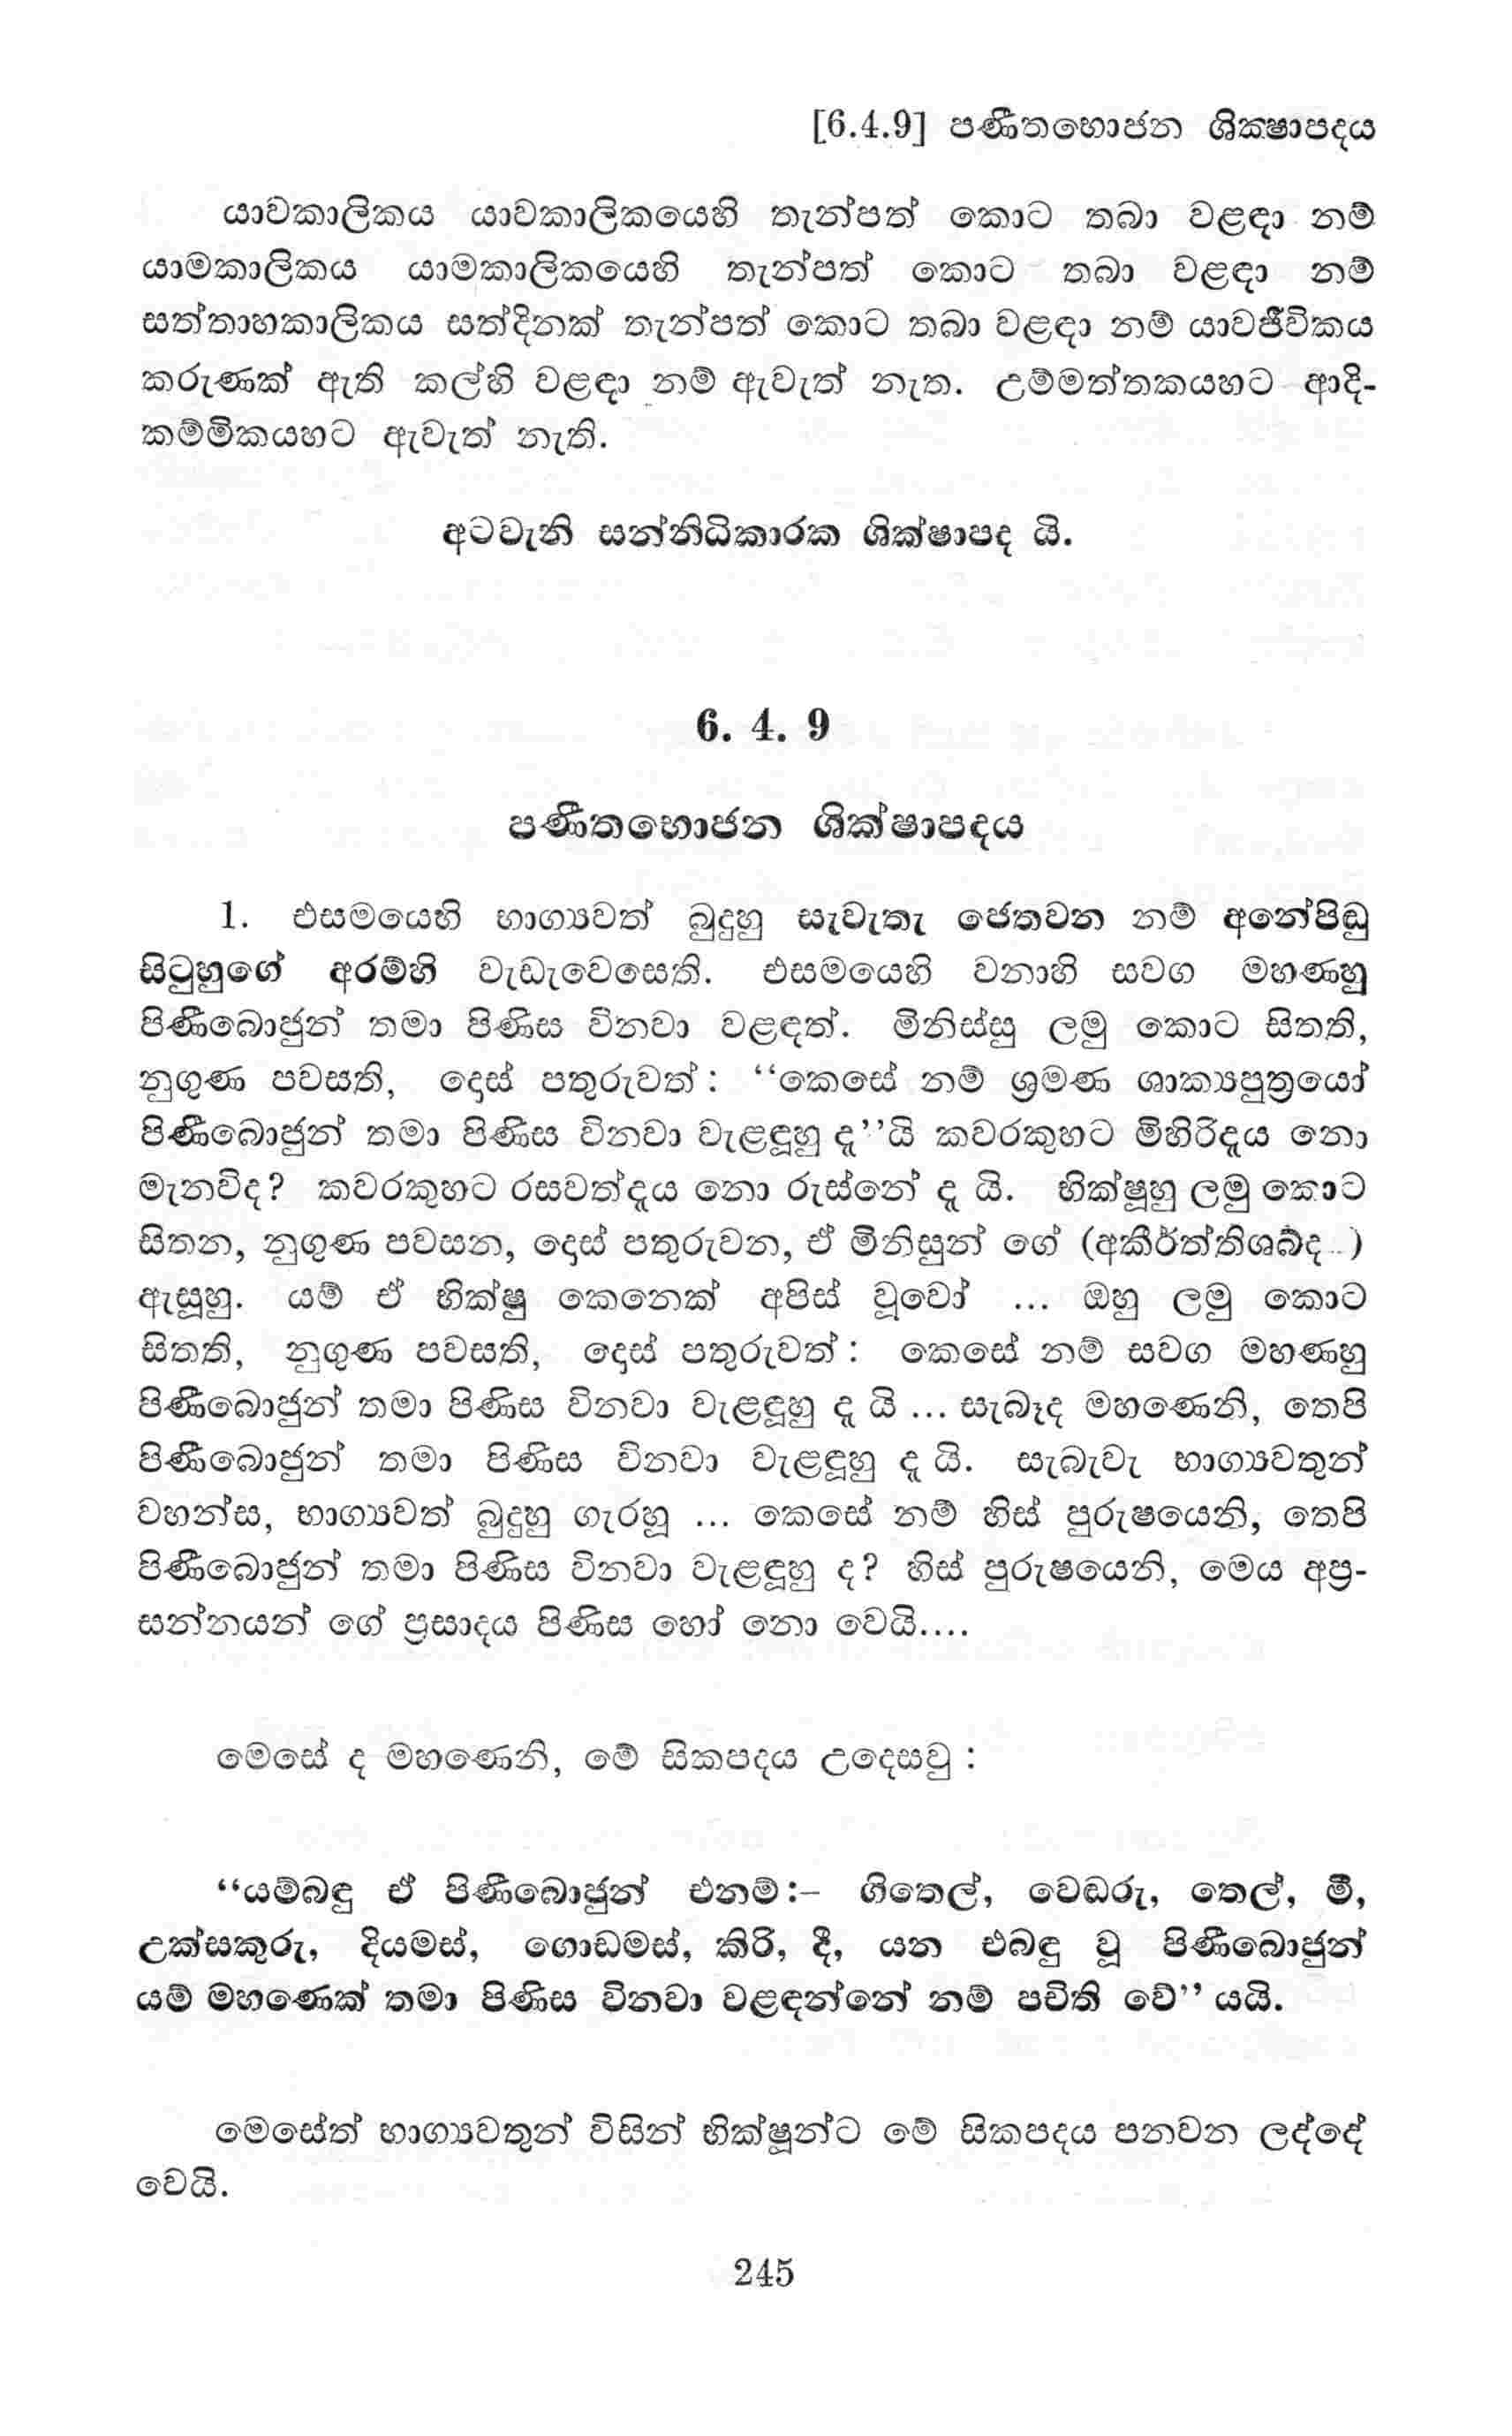 [6.4.9] පණීතභොජන ශික්‍ෂාපදය
යාවකාලිකය යාවකාලිකයෙහි තැන්පත් කොට තබා වළඳා නම්
යාමකාලිකය යාමකාලිකයෙහි තැන්පත් කොට තබා වළඳා නම්
සත්තාහකාලිකය සත්දිනක් තැන්පත් කොට තබා වළඳා නම් යාවජීවිකය
කරුණක් ඇති කල්හි වළඳා නම් ඇවැත් නැත. උම්මත්තකයහට ආදි-
කම්මිකයහට ඇවැත් නැති.
අටවැනි සන්නිධිකාරක ශික්ෂාපද යි.
6. 4. 9
පණීතභොජන ශික්ෂාපදය
1. එසමයෙහි භාග්‍යවත් බුදුහු සැවැතැ ජෙතවන නම් අනේපිඬු
සිටුහුගේ අරම්හි වැඩැවෙසෙති. එසමයෙහි වනාහි සවග මහණහු
පිණීබොජුන් තමා පිණිස විනවා වළඳත්. මිනිස්සු ලමු කොට සිතති,
නුගුණ පවසති, දොස් පතුරුවත් : “කෙසේ නම් ශ්‍රමණ ශාක්‍යපුත්‍රයෝ
පිණීබොජුන් තමා පිණිස විනවා වැළඳූහු දැ”යි කවරකුහට මිහිරිදැය නො
මැනවිද? කවරකුහට රසවත්දැය නො රුස්නේ දැ යි. භික්ෂූහු ලමු කොට
සිතන, නුගුණ පවසන, දොස් පතුරුවන, ඒ මිනිසුන් ගේ (අකීර්ත්තිශබ්ද...)
ඇසූහු. යම් ඒ භික්ෂු කෙනෙක් අපිස් වූවෝ ... ඔහු ලමු කොට
සිතති, නුගුණ පවසති, දොස් පතුරුවත් : කෙසේ නම් සවග මහණහු
පිණීබොජුන් තමා පිණිස විනවා වැළඳූහු දැ යි ... සැබෑද මහණෙනි, තෙපි
පිණීබොජුන් තමා පිණිස විනවා වැළඳූහු දැ යි. සැබැවැ භාග්‍යවතුන්
වහන්ස, භාග්‍යවත් බුදුහු ගැරහූ ... කෙසේ නම් හිස් පුරුෂයෙනි, තෙපි
පිණීබොජුන් තමා පිණිස විනවා වැළඳූහු ද? හිස් පුරුෂයෙනි, මෙය අප්‍ර-
සන්නයන් ගේ ප්‍රසාදය පිණිස හෝ නො වෙයි....
මෙසේ ද මහණෙනි, මේ සිකපදය උදෙසවු :
“යම්බඳු ඒ පිණීබොජුන් එනම් :– ගිතෙල්, වෙඬරු, තෙල්, මී,
උක්සකුරු, දියමස්, ගොඩමස්, කිරි, දී, යන එබඳු වූ පිණීබොජුන්
යම් මහණෙක් තමා පිණිස විනවා වළඳන්නේ නම් පචිති වේ” යයි.
මෙසේත් භාග්‍යවතුන් විසින් භික්ෂූන්ට මේ සිකපදය පනවන ලද්දේ
වෙයි.
245